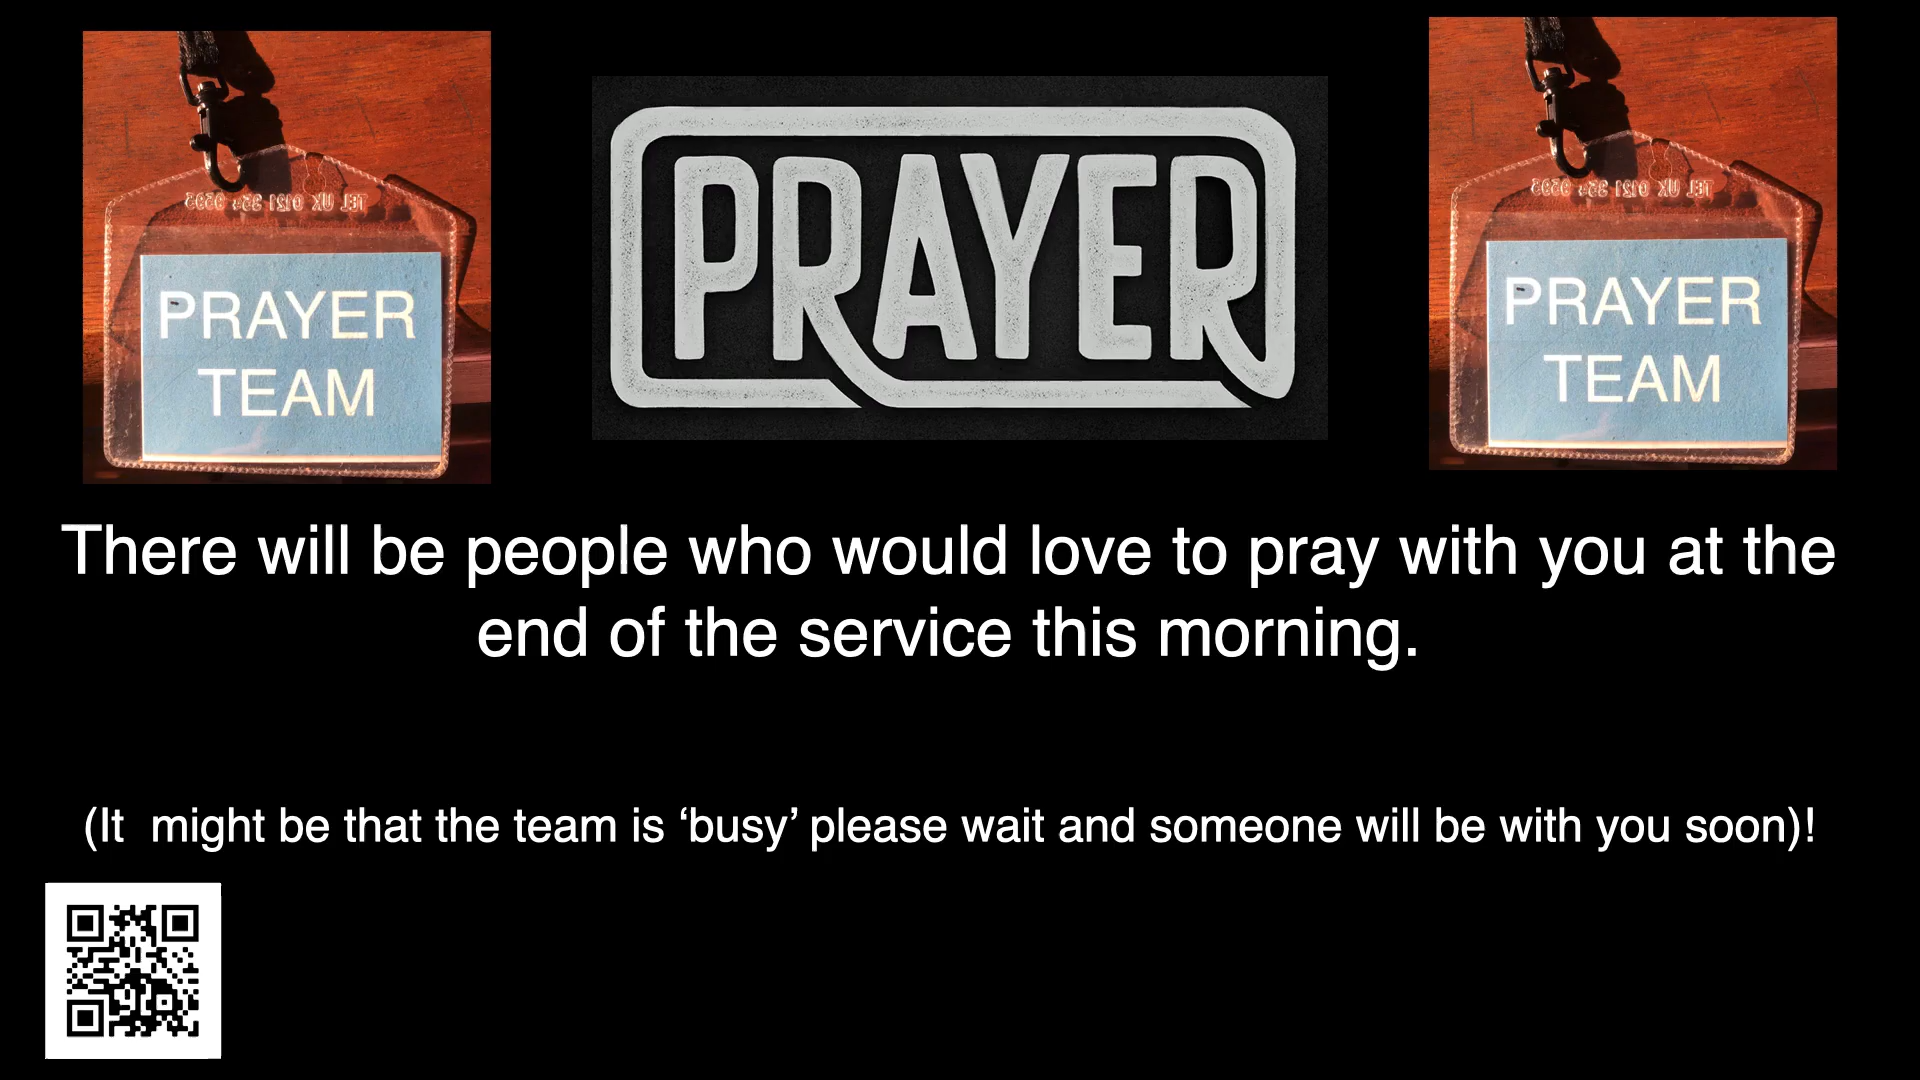 PRAYER
TEAM
PRAYER
PRAYER
TEAM
There will be people who would love to pray with you at the
end of the service this morning.
(It  might be that the team is ‘busy’ please wait and someone will be with you soon)!